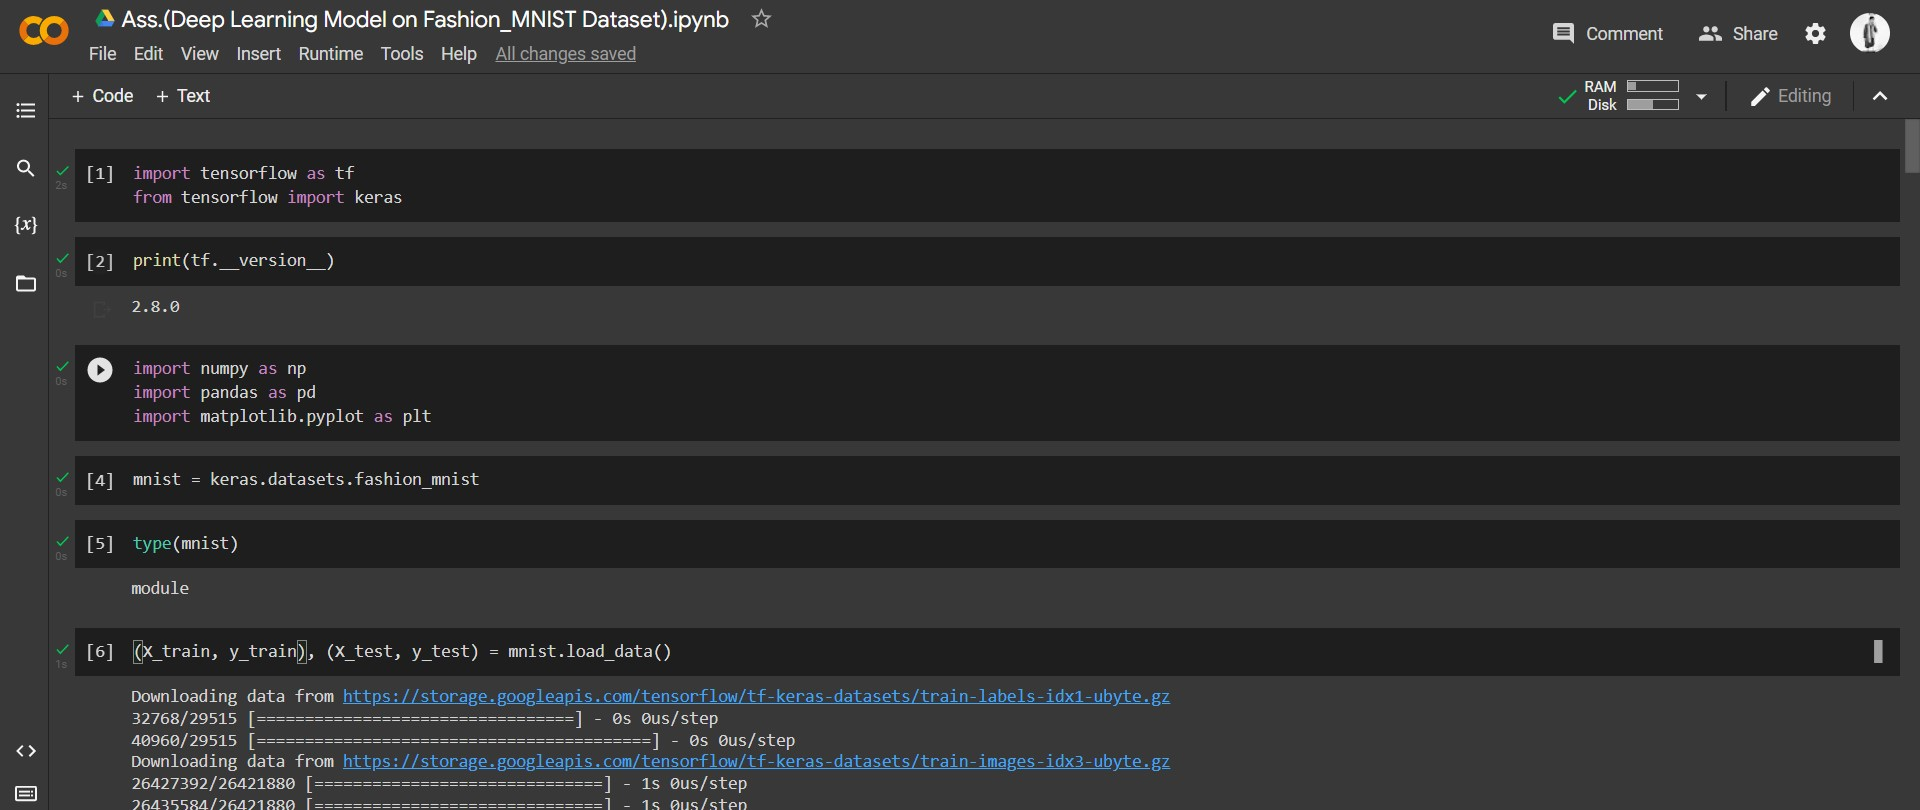 Ass.(Deep Learning Model on Fashion_MNIST Dataset).ipynb
File Edit View Insert Runtime Tools Help All changes saved
Comment Share
+ Code + Text
RAM
Disk
Editing
{x}
2s
[1] import tensorflow as tf
from tensorflow import keras
0s
[2] print(tf.__version__)
2.8.0
0s
import numpy as np
import pandas as pd
import matplotlib.pyplot as plt
0s
[4] mnist = keras.datasets.fashion_mnist
0s
[5] type(mnist)
module
1s
[6] (X_train, y_train), (X_test, y_test) = mnist.load_data()
Downloading data from https://storage.googleapis.com/tensorflow/tf-keras-datasets/train-labels-idx1-ubyte.gz
32768/29515 [=================================] - 0s 0us/step
40960/29515 [=========================================] - 0s 0us/step
Downloading data from https://storage.googleapis.com/tensorflow/tf-keras-datasets/train-images-idx3-ubyte.gz
26427392/26421880 [==============================] - 1s 0us/step
26435584/26421880 [==============================] - 1s 0us/step